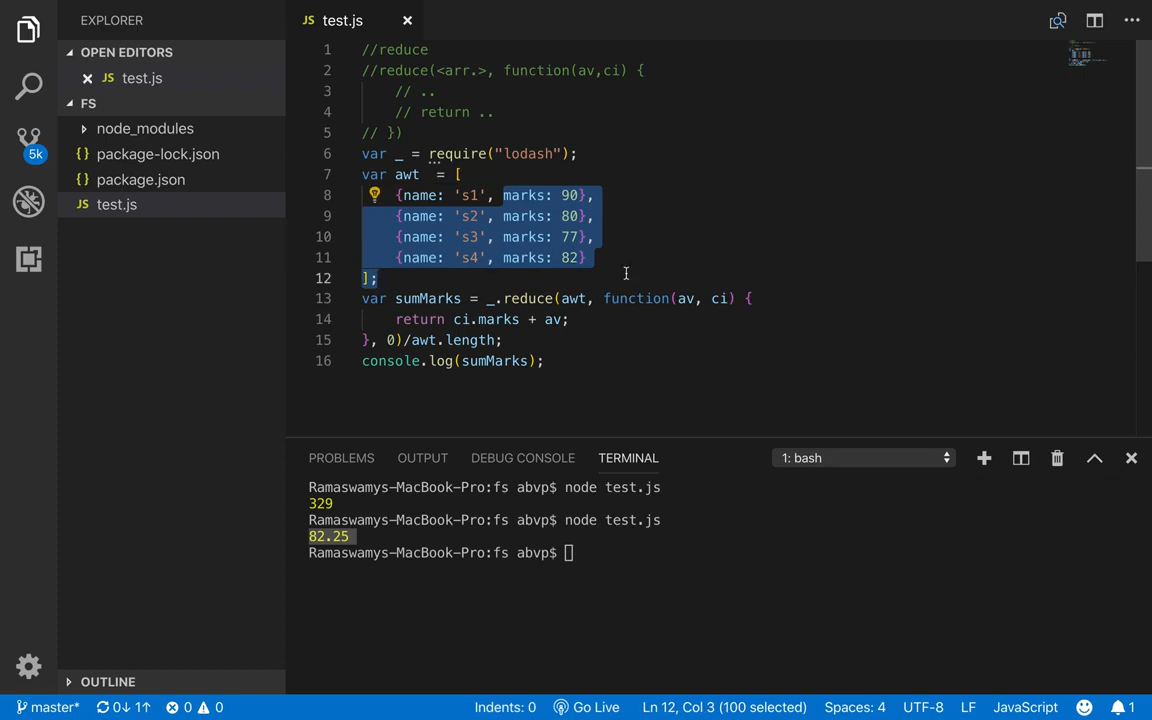 EXPLORER
OPEN EDITORS
JS test.js
FS
node_modules
{} package-lock.json
{} package.json
JS test.js
5k
OUTLINE
JS test.js
1 //reduce
2 //reduce(<arr.>, function(av,ci) {
3 // ..
4 // return ..
5 // })
6 var _ = require("lodash");
7 var awt = [
8 {name: 's1', marks: 90},
9 {name: 's2', marks: 80},
10 {name: 's3', marks: 77},
11 {name: 's4', marks: 82}
12 ];
13 var sumMarks = _.reduce(awt, function(av, ci) {
14 return ci.marks + av;
15 }, 0)/awt.length;
16 console.log(sumMarks);
PROBLEMS OUTPUT DEBUG CONSOLE TERMINAL 1: bash
Ramaswamys-MacBook-Pro:fs abvp$ node test.js
329
Ramaswamys-MacBook-Pro:fs abvp$ node test.js
82.25
Ramaswamys-MacBook-Pro:fs abvp$
master* 0↓ 1↑ 0 0 Indents: 0 Go Live Ln 12, Col 3 (100 selected) Spaces: 4 UTF-8 LF JavaScript 1